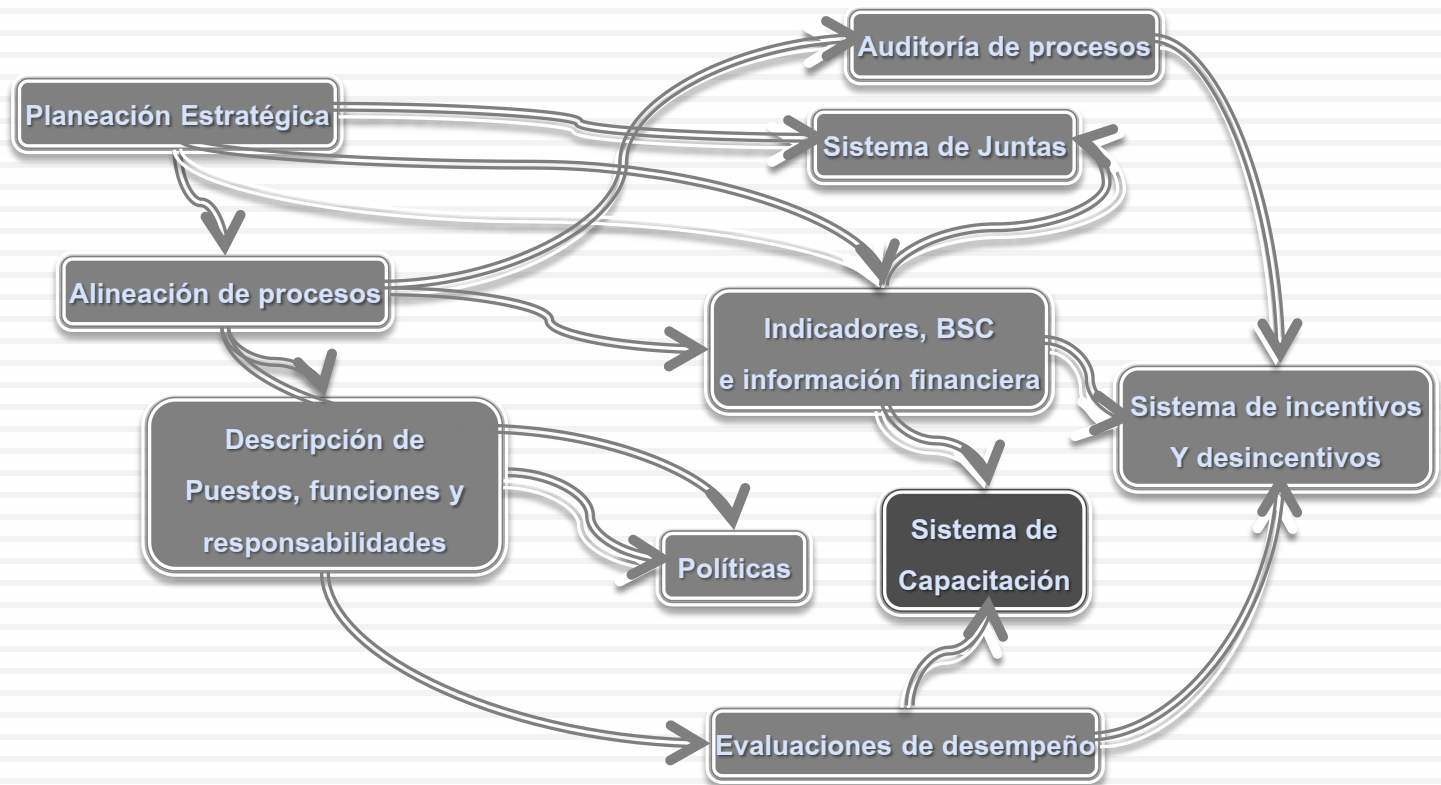 Auditoría de procesos
Planeación Estratégica
Sistema de Juntas
Alineación de procesos
Indicadores, BSC
e información financiera
Sistema de incentivos
Y desincentivos
Descripción de
Puestos, funciones y
responsabilidades
Políticas
Sistema de
Capacitación
Evaluaciones de desempeño